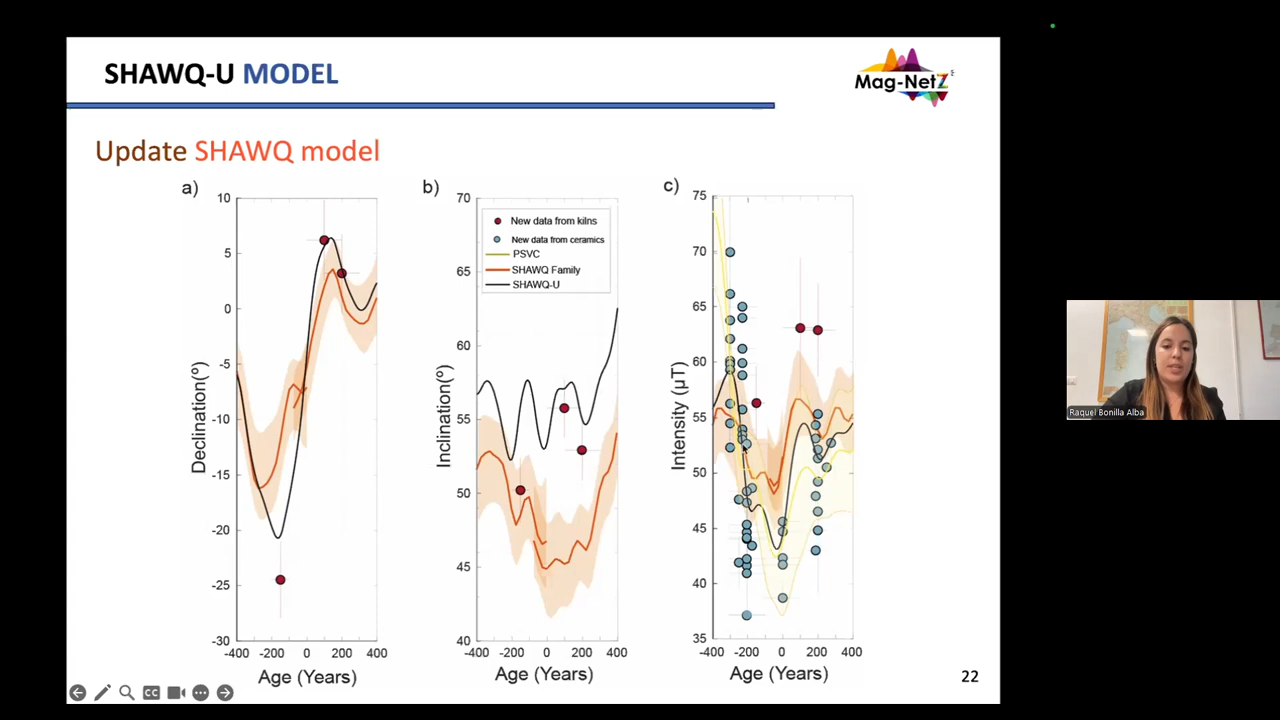 SHAWQ-U MODEL
Mag-NetZ
Update SHAWQ model
a)
10
5
0
-5
-10
-15
-20
-25
-30
Declination(º)
-400 -200 0 200 400
Age (Years)
b)
70
65
60
55
50
45
40
Inclination(º)
New data from kilns
New data from ceramics
PSVC
SHAWQ Family
SHAWQ-U
-400 -200 0 200 400
Age (Years)
c)
75
70
65
60
55
50
45
40
35
Intensity (µT)
-400 -200 0 200 400
Age (Years)
22
CC
Raquel Bonilla Alba